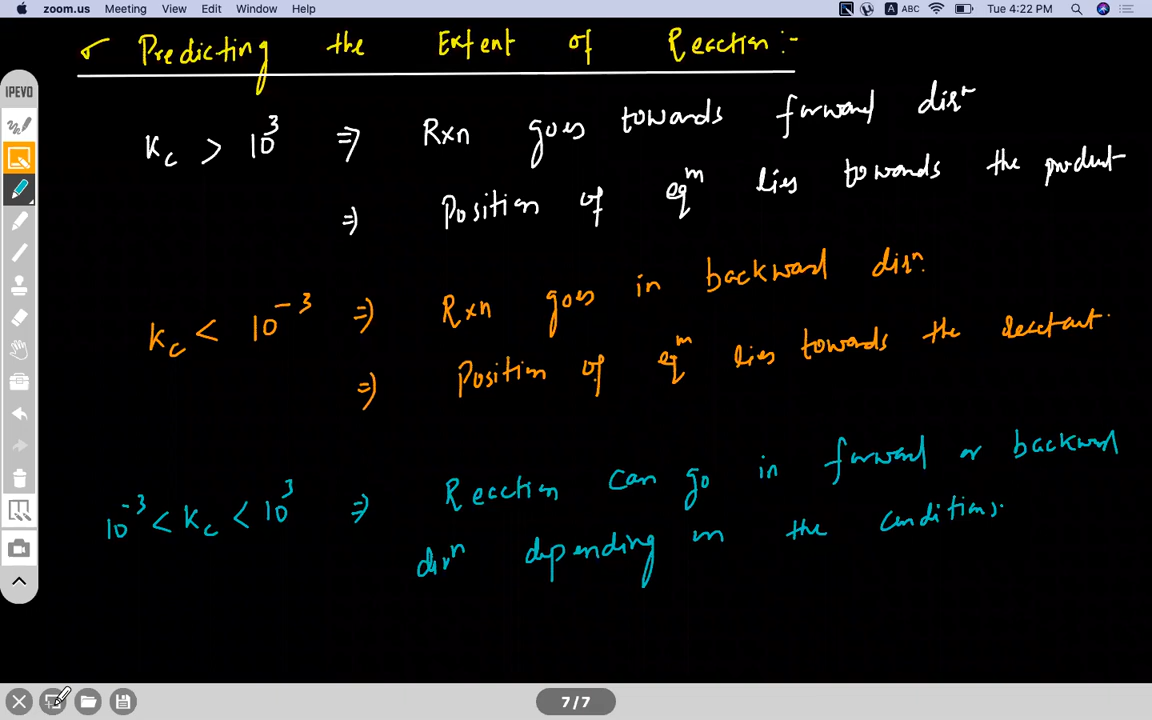 zoom.us Meeting View Edit Window Help ABC Tue 4:22 PM
Predicting the Extent of Reaction :-
IPEVO
Kc > 10^3 ⇒ Rxn goes towards forward dirn
⇒ Position of eqm lies towards the product
Kc < 10^-3 ⇒ Rxn goes in backward dirn.
⇒ Position of eqm lies towards the reactant.
10^-3 < Kc < 10^3 ⇒ Reaction can go in forward or backward
dirn depending on the conditions.
7/7